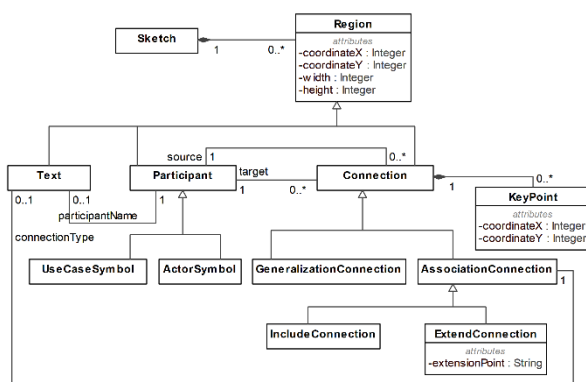 Region
attributes
-coordinateX : Integer
-coordinateY : Integer
-width : Integer
-height : Integer
Sketch
1
0..*
source
1
0..*
Text
Participant
target
Connection
0..1
0..1
participantName
1
1
0..*
1
0..*
KeyPoint
attributes
-coordinateX : Integer
-coordinateY : Integer
connectionType
UseCaseSymbol
ActorSymbol
GeneralizationConnection
AssociationConnection
1
IncludeConnection
ExtendConnection
attributes
-extensionPoint : String